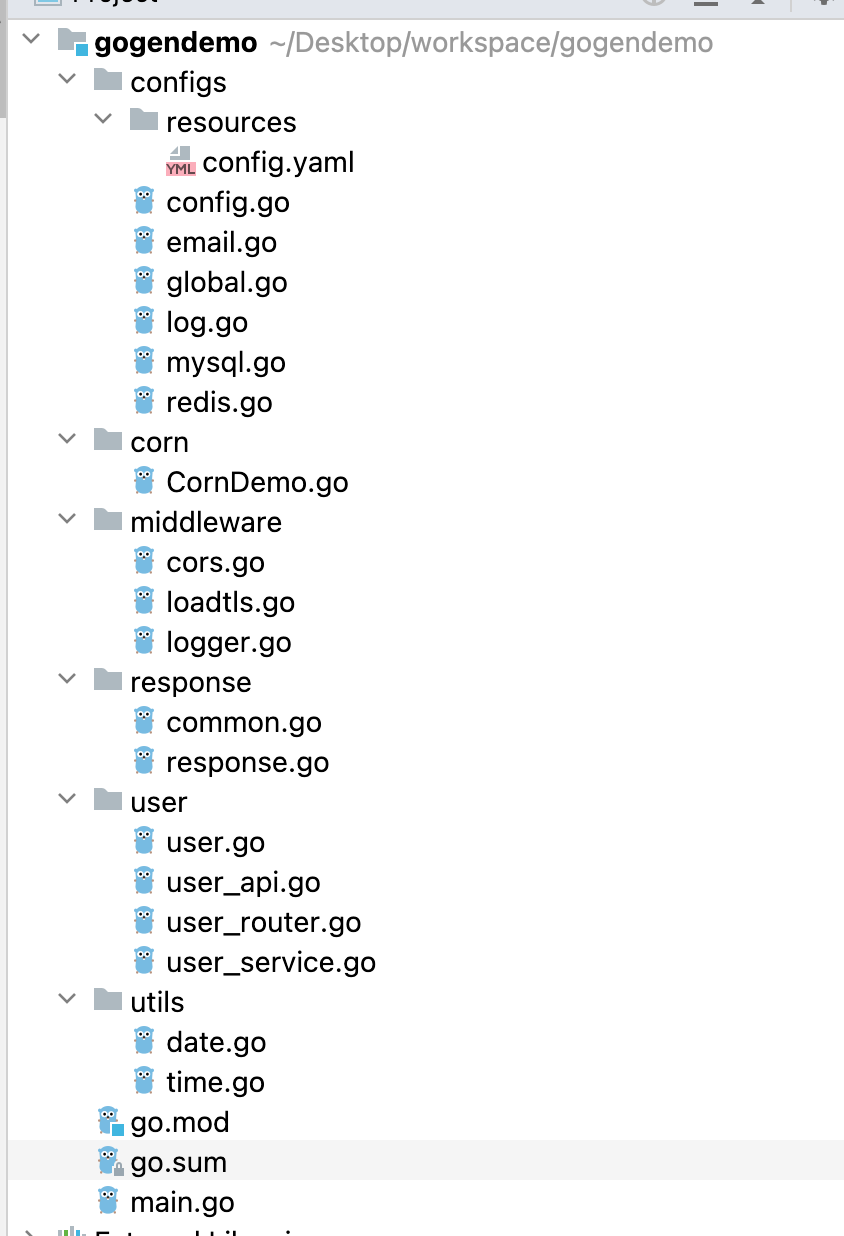 Project
gogendemo ~/Desktop/workspace/gogendemo
configs
resources
YML config.yaml
config.go
email.go
global.go
log.go
mysql.go
redis.go
corn
CornDemo.go
middleware
cors.go
loadtls.go
logger.go
response
common.go
response.go
user
user.go
user_api.go
user_router.go
user_service.go
utils
date.go
time.go
go.mod
go.sum
main.go